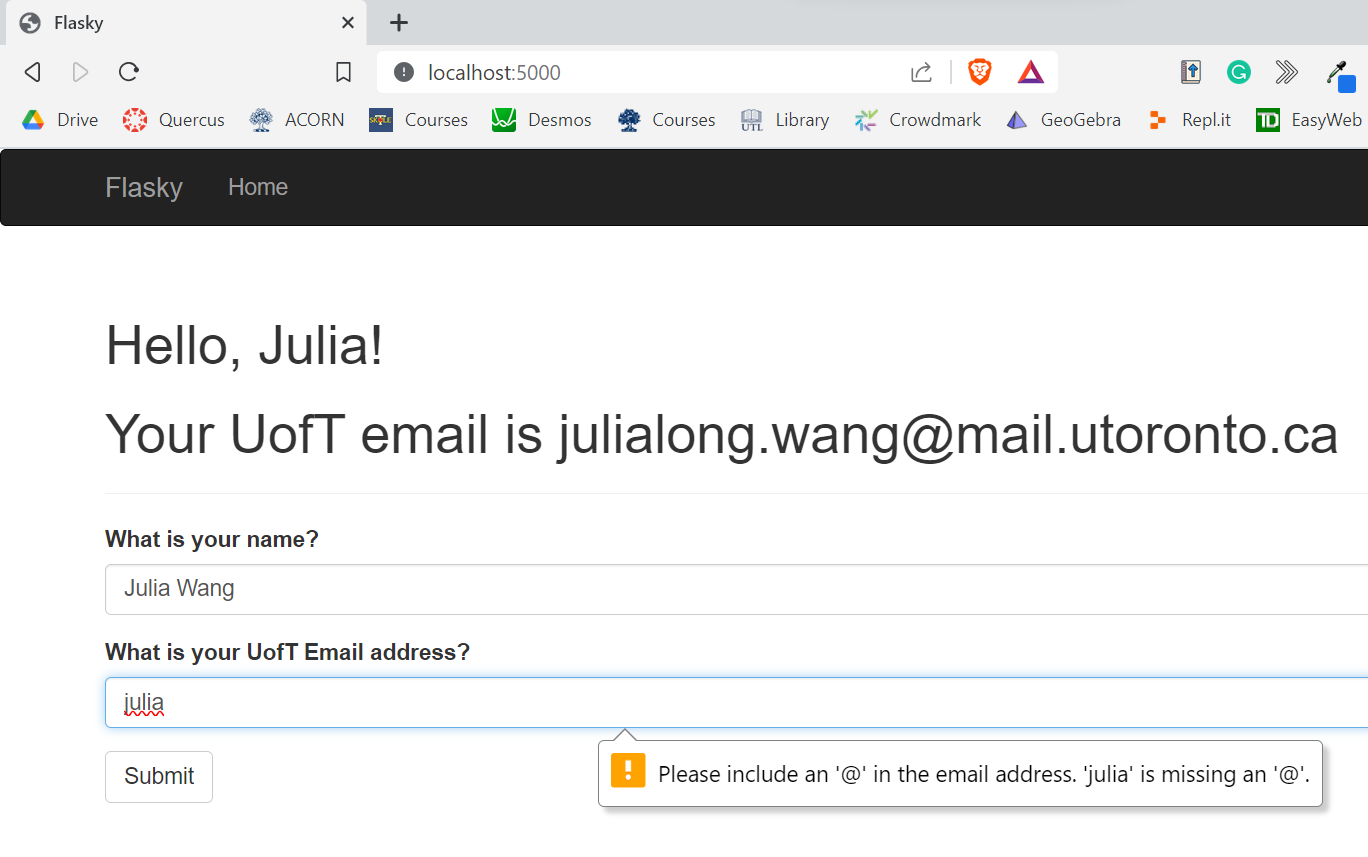 Flasky
localhost:5000
Drive Quercus ACORN Courses Desmos Courses UTL Library Crowdmark GeoGebra Repl.it TD EasyWeb
Flasky Home
Hello, Julia!
Your UofT email is julialong.wang@mail.utoronto.ca
What is your name?
Julia Wang
What is your UofT Email address?
julia
Submit
Please include an '@' in the email address. 'julia' is missing an '@'.